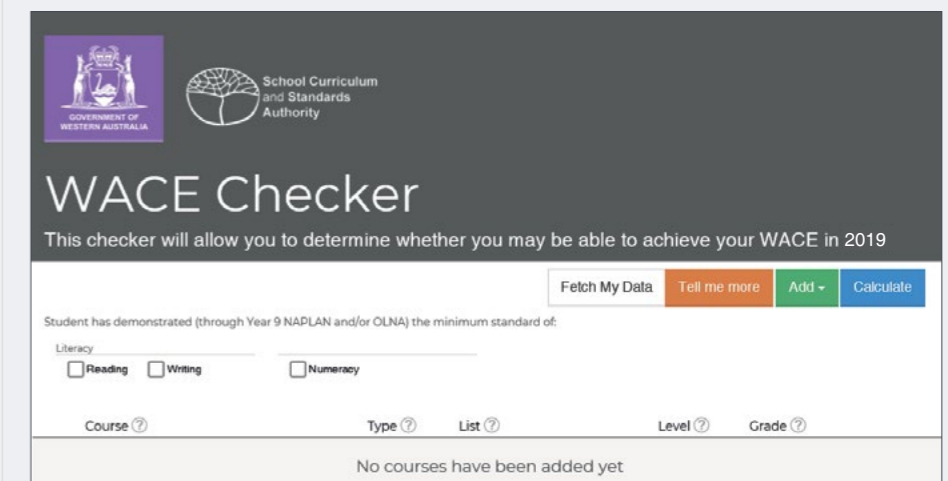 GOVERNMENT OF
WESTERN AUSTRALIA
School Curriculum
and Standards
Authority
WACE Checker
This checker will allow you to determine whether you may be able to achieve your WACE in 2019
Fetch My Data Tell me more Add Calculate
Student has demonstrated (through Year 9 NAPLAN and/or OLNA) the minimum standard of:
Literacy
Reading Writing Numeracy
Course ? Type ? List ? Level ? Grade ?
No courses have been added yet